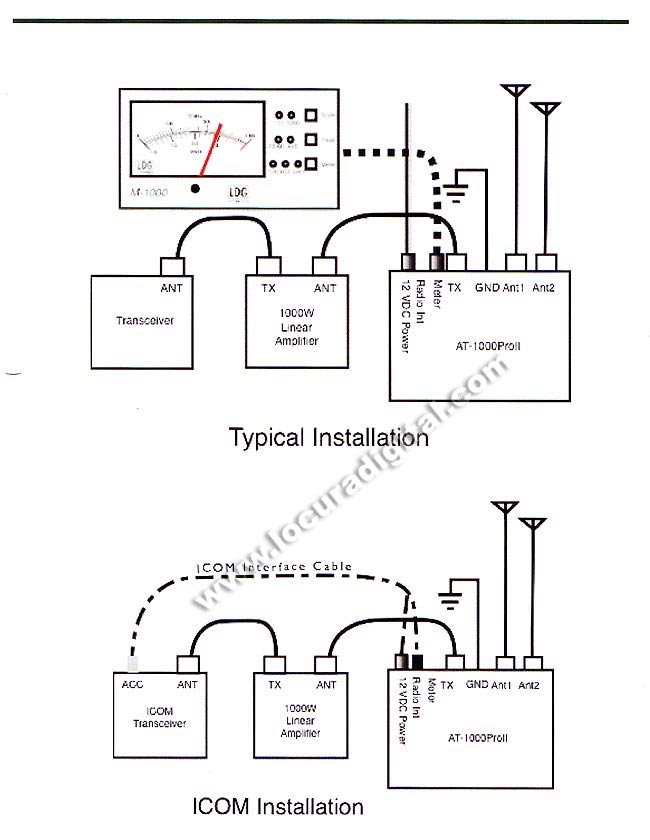 Watts
LDG
M-1000
LDG
Scale
Peak
Meter
ANT
TX
ANT
12 VDC Power
Radio Int
Meter
TX
GND
Ant1
Ant2
Transceiver
1000W
Linear
Amplifier
AT-1000ProII
Typical Installation
www.locuradigital.com
ICOM Interface Cable
ACC
ANT
TX
ANT
12 VDC Power
Radio Int
Meter
TX
GND
Ant1
Ant2
ICOM
Transceiver
1000W
Linear
Amplifier
AT-1000ProII
ICOM Installation